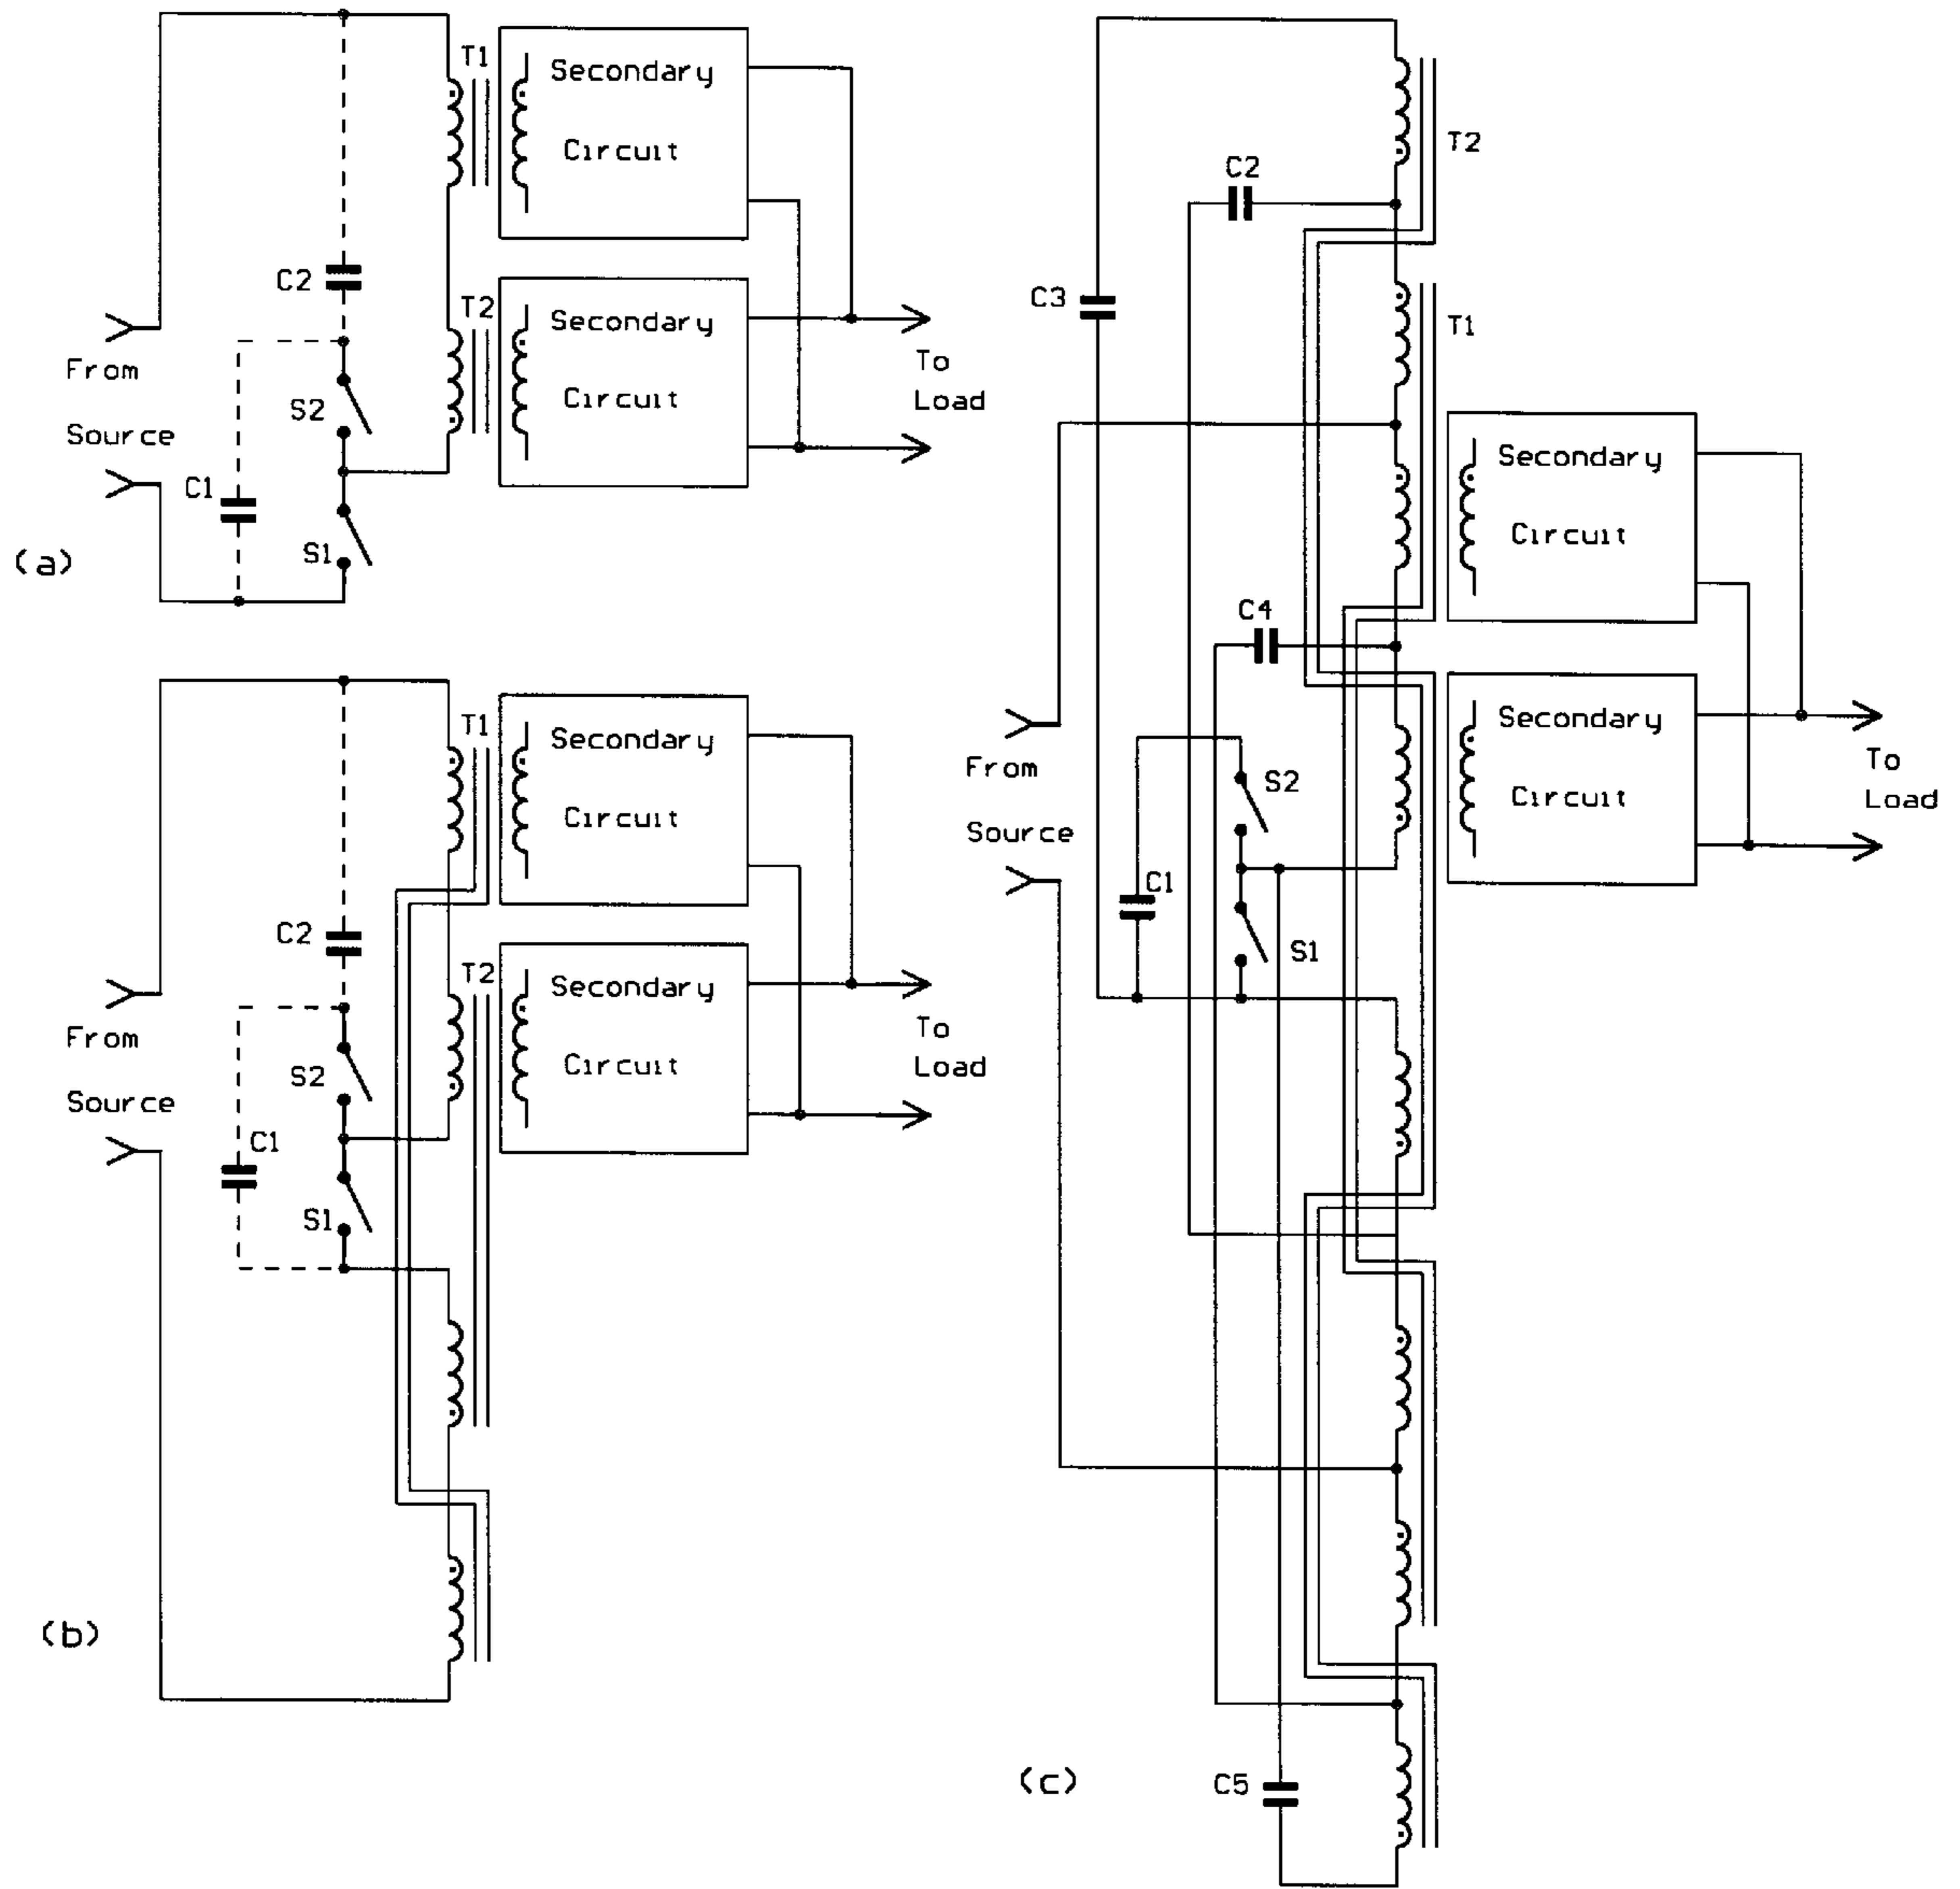 T1
Secondary
Circuit
C2
T2
Secondary
Circuit
From
Source
S2
C1
S1
To
Load
(a)
T1
Secondary
Circuit
C2
T2
Secondary
Circuit
From
Source
S2
C1
S1
To
Load
(b)
T2
C2
C3
T1
Secondary
Circuit
C4
Secondary
Circuit
From
Source
S2
C1
S1
To
Load
C5
(c)